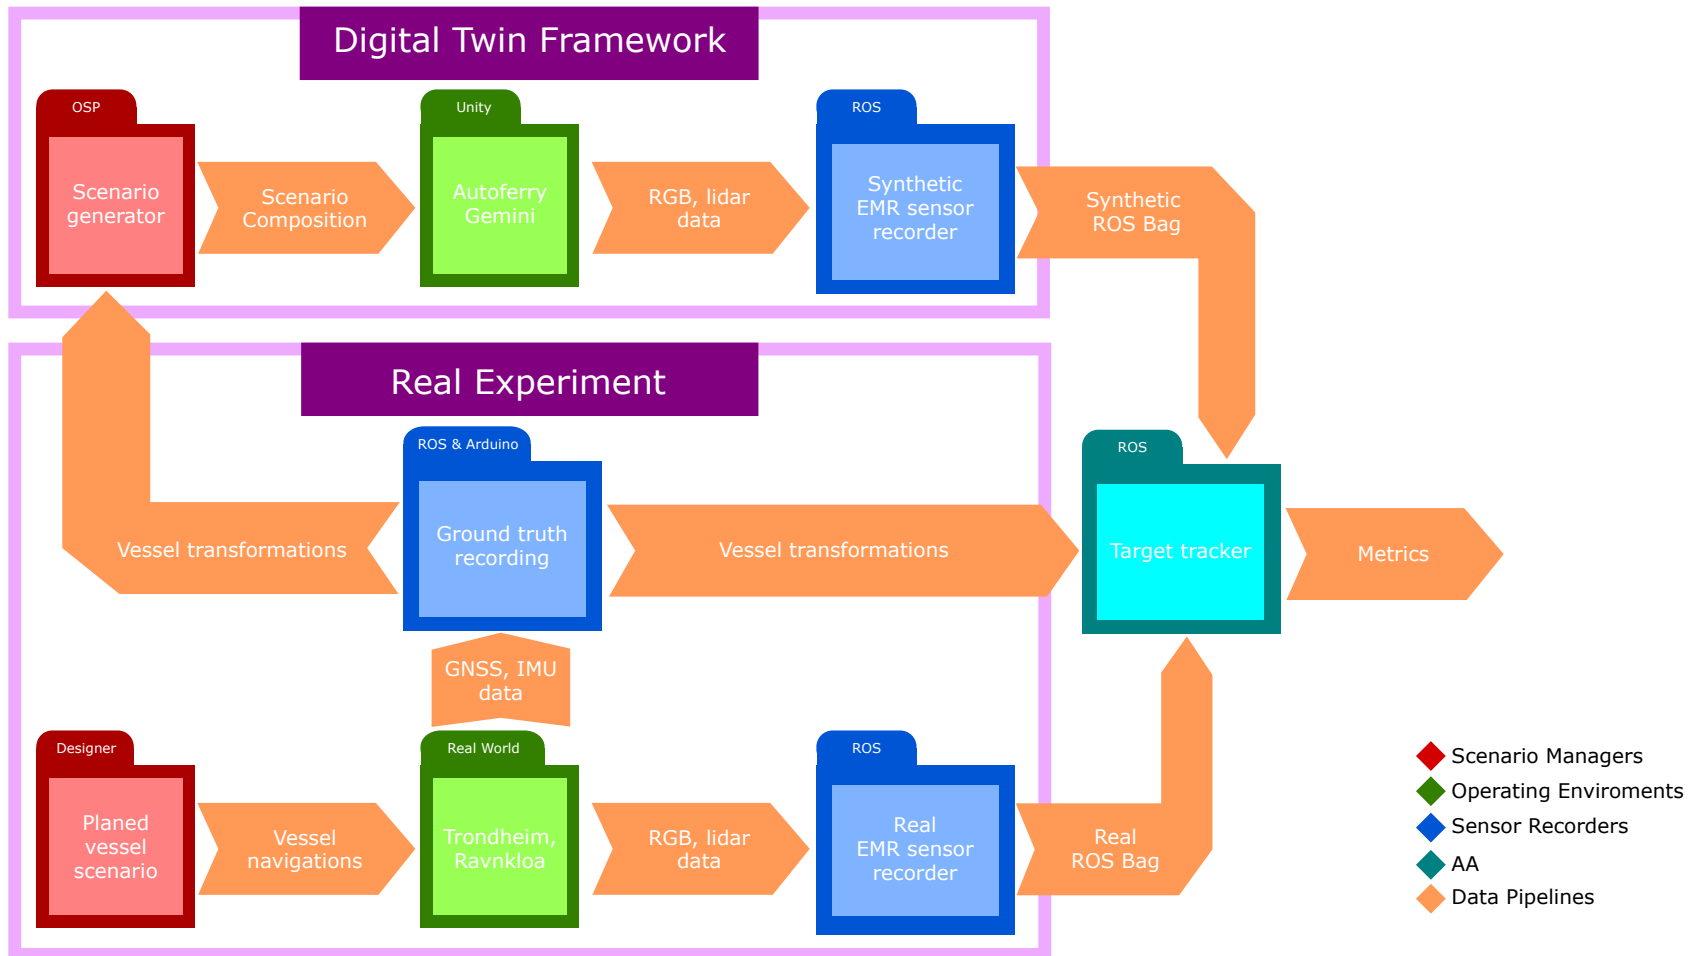 Digital Twin Framework
OSP
Scenario
generator
Scenario
Composition
Unity
Autoferry
Gemini
RGB, lidar
data
ROS
Synthetic
EMR sensor
recorder
Synthetic
ROS Bag
Real Experiment
Vessel transformations
ROS & Arduino
Ground truth
recording
Vessel transformations
ROS
Target tracker
Metrics
GNSS, IMU
data
Designer
Planed
vessel
scenario
Vessel
navigations
Real World
Trondheim,
Ravnkloa
RGB, lidar
data
ROS
Real
EMR sensor
recorder
Real
ROS Bag
Scenario Managers
Operating Enviroments
Sensor Recorders
AA
Data Pipelines